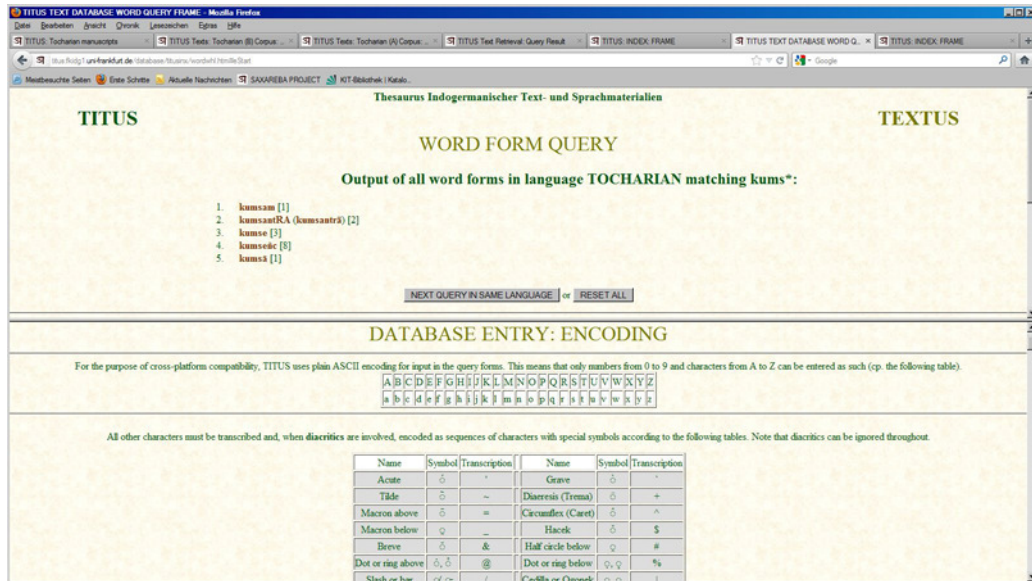 TITUS TEXT DATABASE WORD QUERY FRAME - Mozilla Firefox
Datei Bearbeiten Ansicht Chronik Lesezeichen Extras Hilfe
TITUS: Tocharian manuscripts × TITUS Texts: Tocharian (B) Corpus: ... × TITUS Texts: Tocharian (A) Corpus: ... × TITUS Text Retrieval: Query Result × TITUS: INDEX: FRAME × TITUS TEXT DATABASE WORD Q... × TITUS: INDEX: FRAME × +
Google
Meistbesuchte Seiten Erste Schritte Aktuelle Nachrichten SAXAREBA PROJECT KIT-Bibliothek | Katalo...
Thesaurus Indogermanischer Text- und Sprachmaterialien
TITUS TEXTUS
WORD FORM QUERY
Output of all word forms in language TOCHARIAN matching kums*:
1. kumsam [1]
2. kumsantRA (kumsanträ) [2]
3. kumse [3]
4. kumseñc [8]
5. kumsä [1]
NEXT QUERY IN SAME LANGUAGE or RESET ALL
DATABASE ENTRY: ENCODING
For the purpose of cross-platform compatibility, TITUS uses plain ASCII encoding for input in the query forms. This means that only numbers from 0 to 9 and characters from A to Z can be entered as such (cp. the following table).
A B C D E F G H I J K L M N O P Q R S T U V W X Y Z
a b c d e f g h i j k l m n o p q r s t u v w x y z
All other characters must be transcribed and, when diacritics are involved, encoded as sequences of characters with special symbols according to the following tables. Note that diacritics can be ignored throughout.
Name Symbol Transcription Name Symbol Transcription
Acute ' Grave `
Tilde ~ Diaeresis (Trema) +
Macron above = Circumflex (Caret) ^
Macron below _ Hacek $
Breve & Half circle below #
Dot or ring above @ Dot or ring below %
Slash or bar / Cedilla or Ogonek